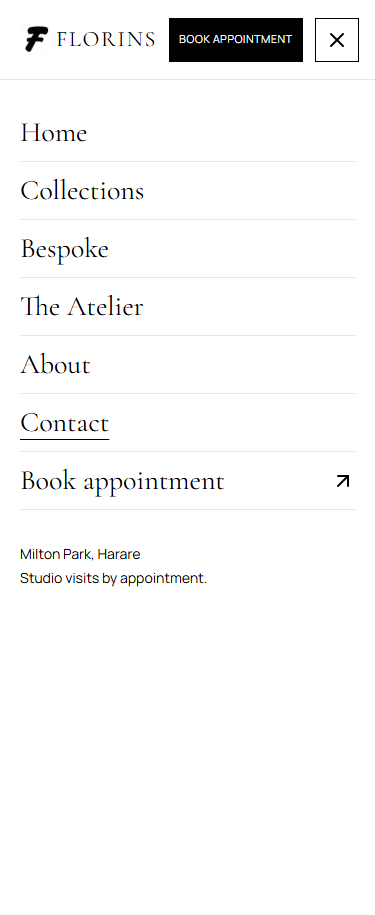 FLORINS
BOOK APPOINTMENT
Home
Collections
Bespoke
The Atelier
About
Contact
Book appointment
Milton Park, Harare
Studio visits by appointment.